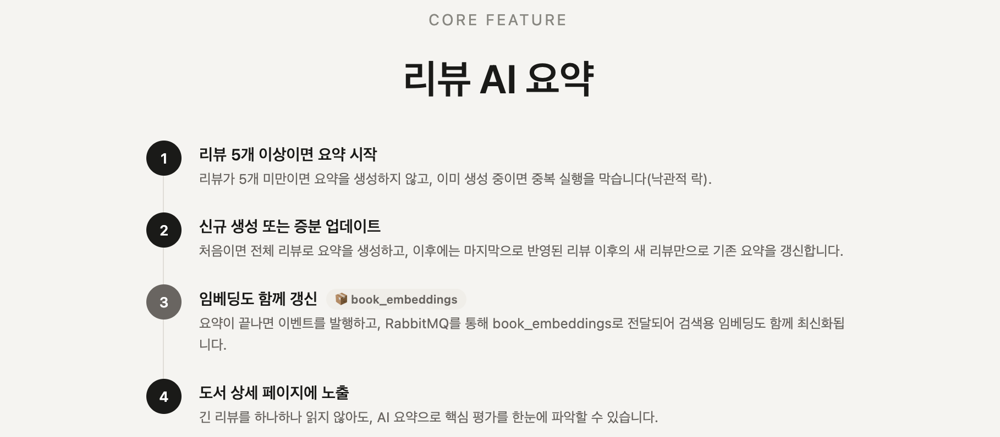 CORE FEATURE
리뷰 AI 요약
1
리뷰 5개 이상이면 요약 시작
리뷰가 5개 미만이면 요약을 생성하지 않고, 이미 생성 중이면 중복 실행을 막습니다(낙관적 락).
2
신규 생성 또는 증분 업데이트
처음이면 전체 리뷰로 요약을 생성하고, 이후에는 마지막으로 반영된 리뷰 이후의 새 리뷰만으로 기존 요약을 갱신합니다.
3
임베딩도 함께 갱신 📦 book_embeddings
요약이 끝나면 이벤트를 발행하고, RabbitMQ를 통해 book_embeddings로 전달되어 검색용 임베딩도 함께 최신화됩
니다.
4
도서 상세 페이지에 노출
긴 리뷰를 하나하나 읽지 않아도, AI 요약으로 핵심 평가를 한눈에 파악할 수 있습니다.